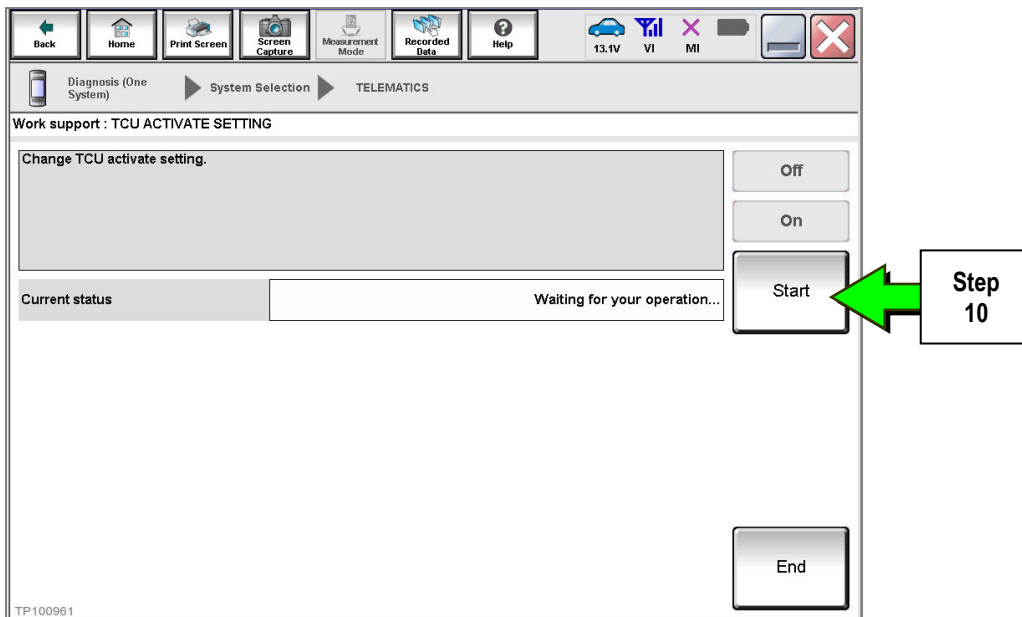 Back
Home
Print Screen
Screen
Capture
Measurement
Mode
Recorded
Data
Help
13.1V
VI
MI
Diagnosis (One
System)
System Selection
TELEMATICS
Work support : TCU ACTIVATE SETTING
Change TCU activate setting.
Off
On
Current status
Waiting for your operation...
Start
Step
10
End
TP100961